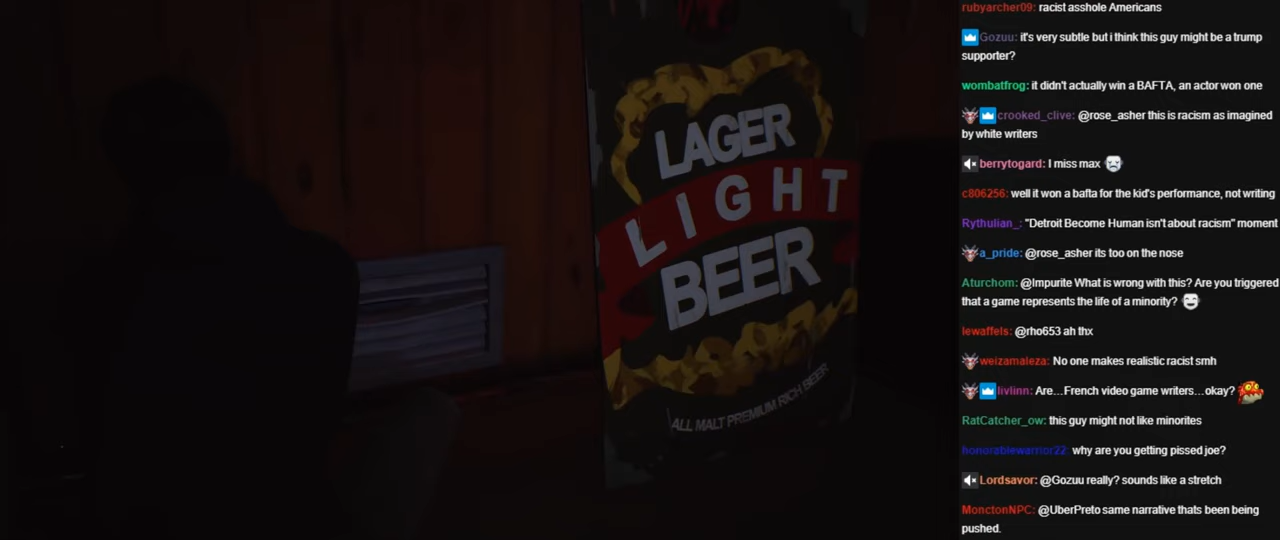 LAGER
LIGHT
BEER
ALL MALT PREMIUM RICH BEER
rubyarcher09: racist asshole Americans
Gozuu: it's very subtle but i think this guy might be a trump
supporter?
wombatfrog: it didn't actually win a BAFTA, an actor won one
crooked_clive: @rose_asher this is racism as imagined
by white writers
berrytogard: I miss max
c806256: well it won a bafta for the kid's performance, not writing
Rythulian_: "Detroit Become Human isn't about racism" moment
a_pride: @rose_asher its too on the nose
Aturchom: @Impurite What is wrong with this? Are you triggered
that a game represents the life of a minority?
lewaffels: @rho653 ah thx
weizamaleza: No one makes realistic racist smh
livlinn: Are...French video game writers...okay?
RatCatcher_ow: this guy might not like minorites
honorablewarrior22: why are you getting pissed joe?
Lordsavor: @Gozuu really? sounds like a stretch
MonctonNPC: @UberPreto same narrative thats been being
pushed.